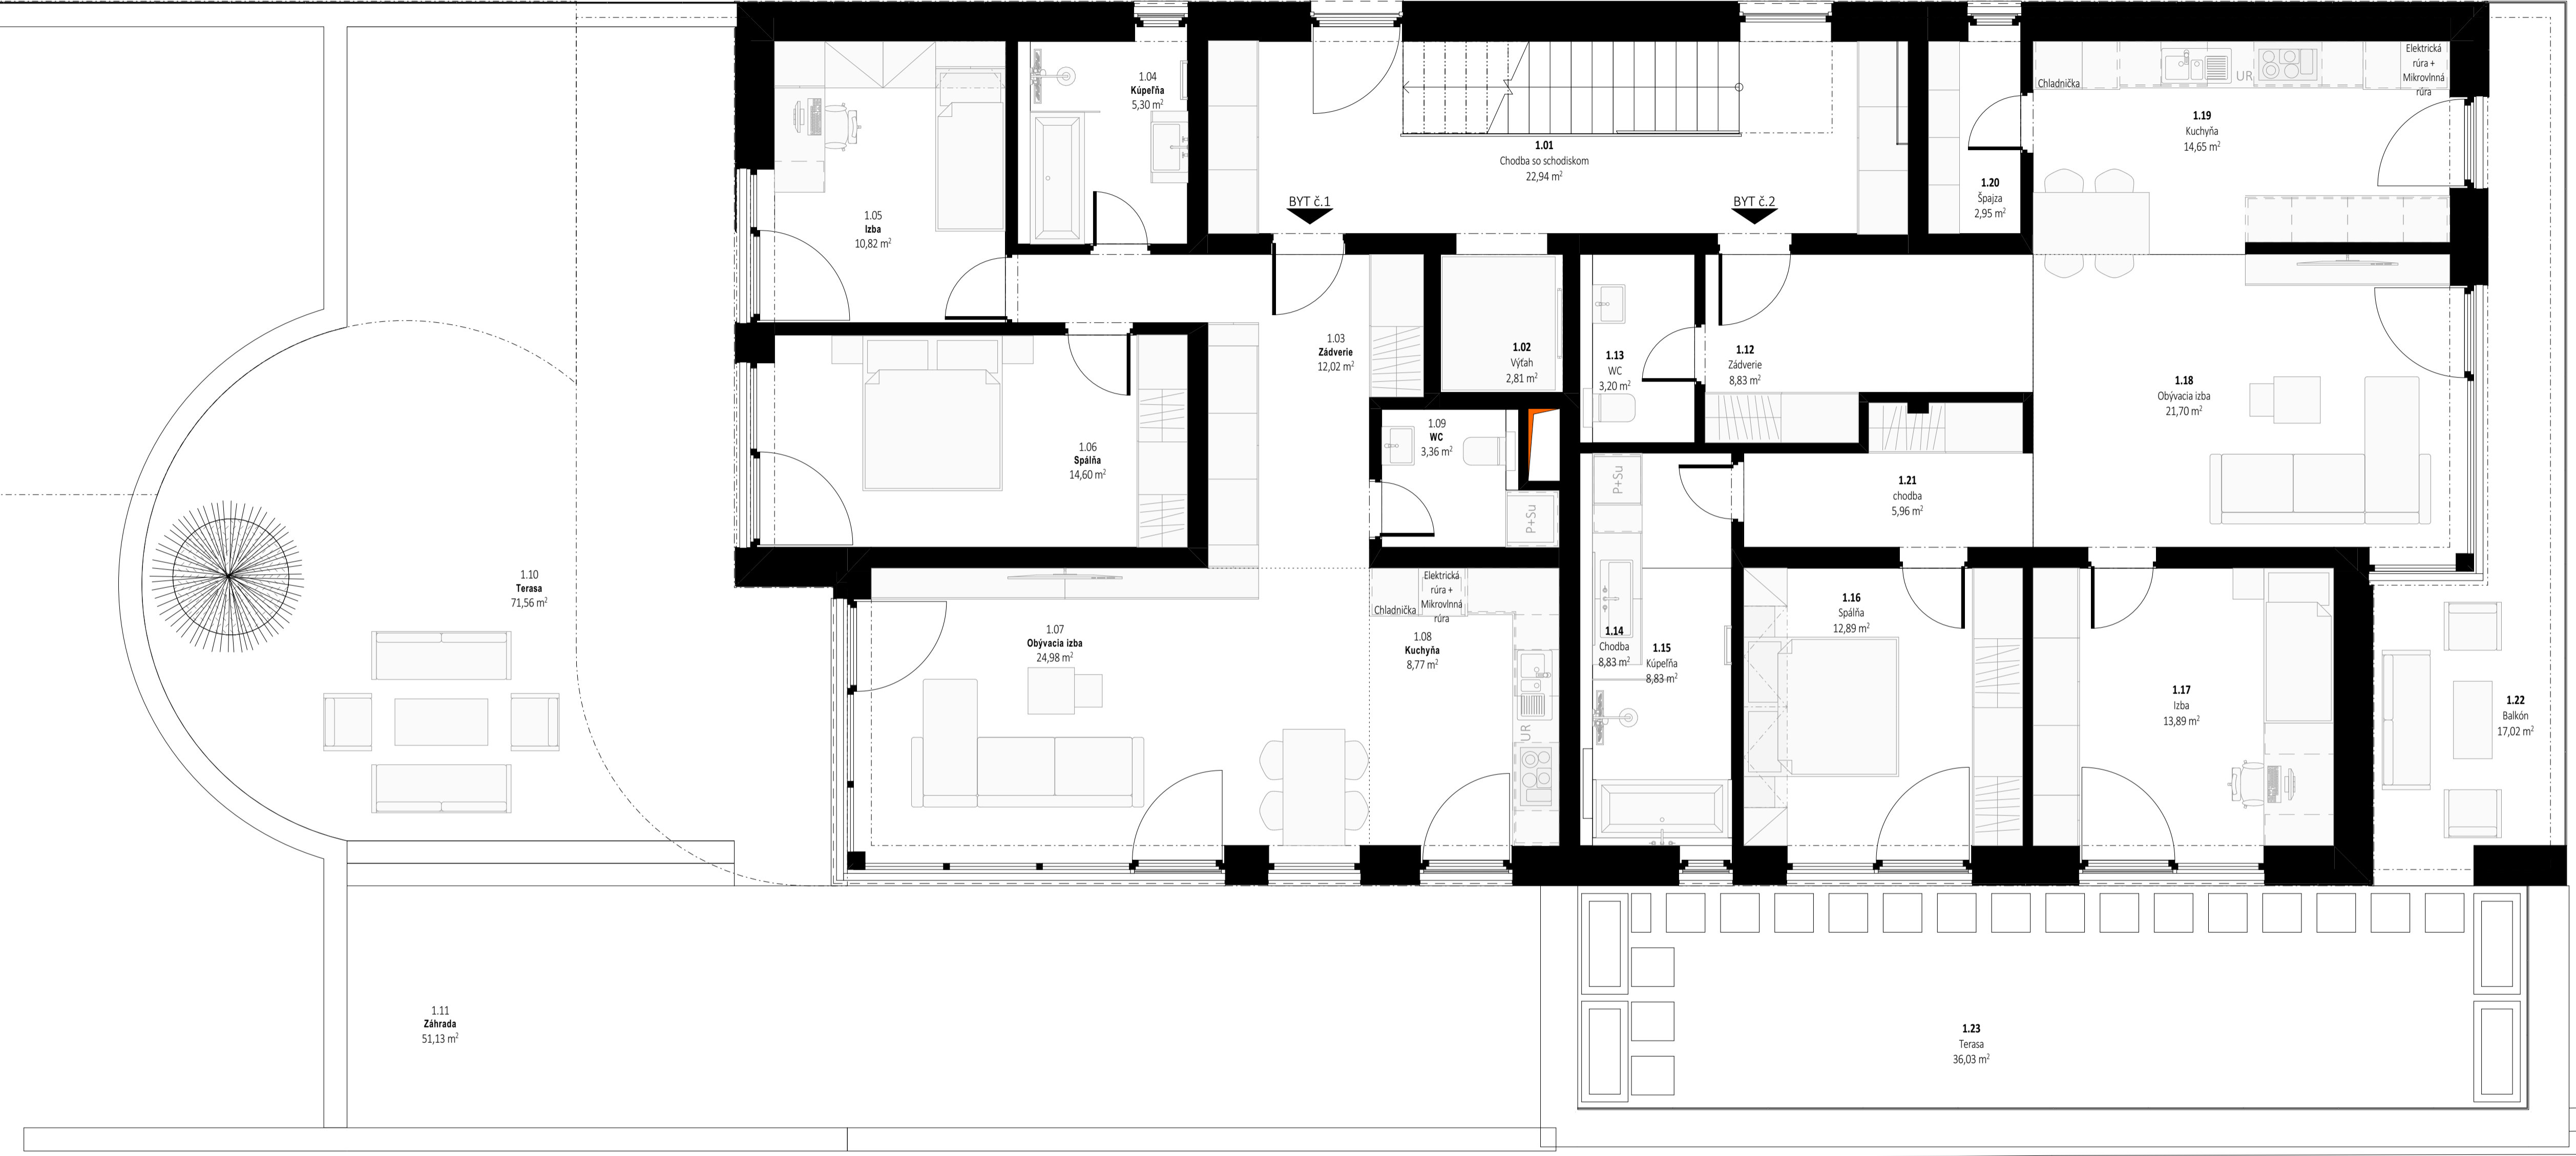 1.04
Kúpeľňa
5,30 m²
1.01
Chodba so schodiskom
22,94 m²
BYT č.1
BYT č.2
1.20
Špajza
2,95 m²
Chladnička
UR
Elektrická
rúra +
Mikrovlnná
rúra
1.19
Kuchyňa
14,65 m²
1.05
Izba
10,82 m²
1.03
Zádverie
12,02 m²
1.02
Výťah
2,81 m²
1.13
WC
3,20 m²
1.12
Zádverie
8,83 m²
1.18
Obývacia izba
21,70 m²
1.06
Spálňa
14,60 m²
1.09
WC
3,36 m²
P+Su
P+Su
1.21
chodba
5,96 m²
1.10
Terasa
71,56 m²
1.07
Obývacia izba
24,98 m²
Chladnička
Elektrická
rúra +
Mikrovlnná
rúra
1.08
Kuchyňa
8,77 m²
UR
1.14
Chodba
8,83 m²
1.15
Kúpeľňa
8,83 m²
1.16
Spálňa
12,89 m²
1.17
Izba
13,89 m²
1.22
Balkón
17,02 m²
1.11
Záhrada
51,13 m²
1.23
Terasa
36,03 m²